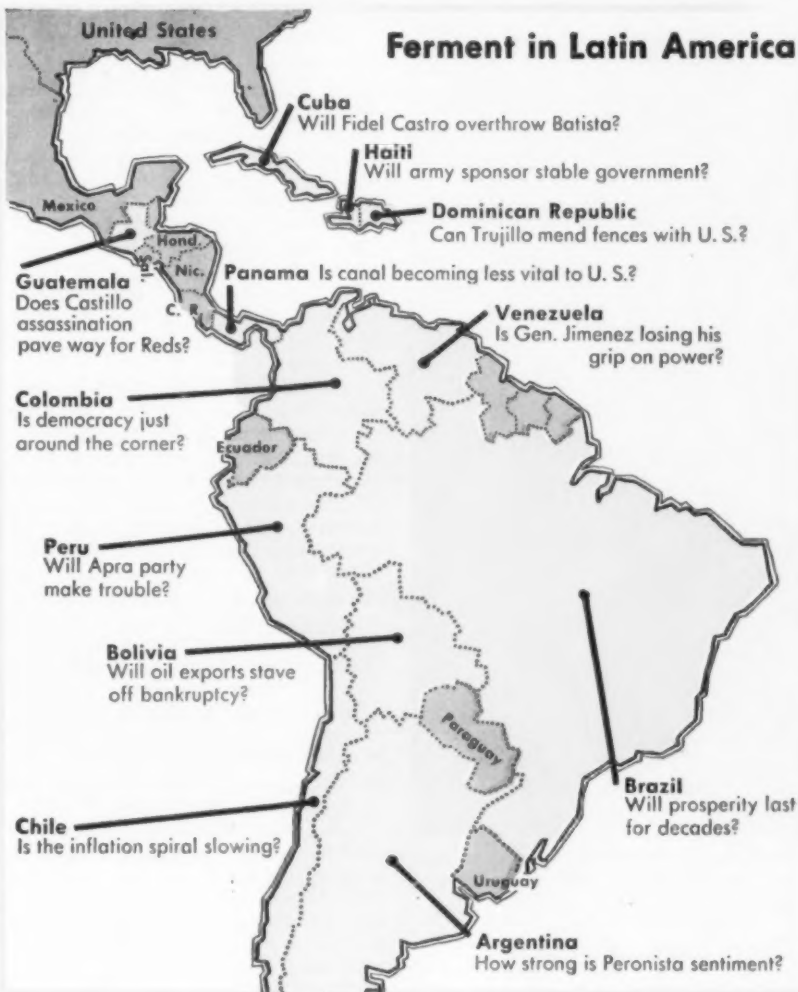 United States
Ferment in Latin America
Cuba
Will Fidel Castro overthrow Batista?
Haiti
Will army sponsor stable government?
Mexico
Dominican Republic
Can Trujillo mend fences with U. S.?
Hond.
Nic.
Guatemala
Does Castillo
assassination
pave way for Reds?
Panama Is canal becoming less vital to U. S.?
C. R.
Venezuela
Is Gen. Jimenez losing his
grip on power?
Colombia
Is democracy just
around the corner?
Ecuador
Peru
Will Apra party
make trouble?
Bolivia
Will oil exports stave
off bankruptcy?
Paraguay
Brazil
Will prosperity last
for decades?
Chile
Is the inflation spiral slowing?
Uruguay
Argentina
How strong is Peronista sentiment?